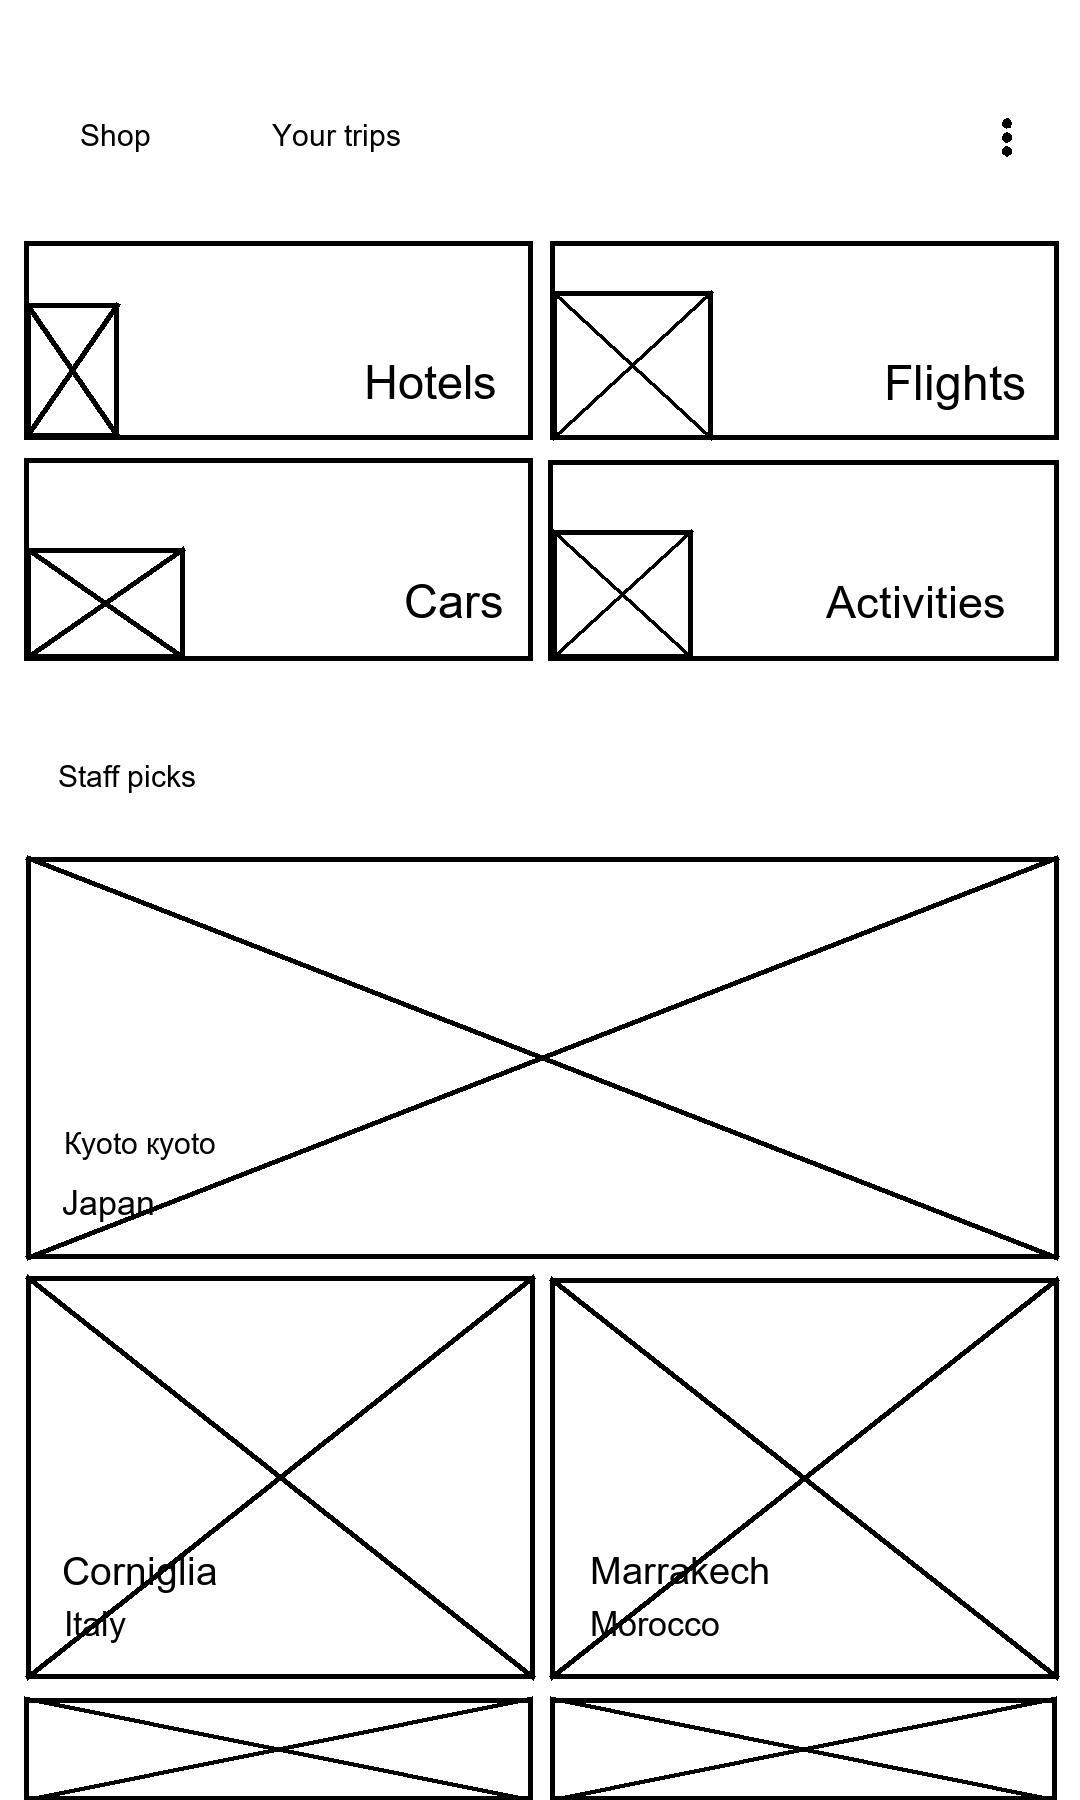 Shop
Your trips
Hotels
Flights
Cars
Activities
Staff picks
Kyoto кyoto
Japan
Corniglia
Italy
Marrakech
Morocco